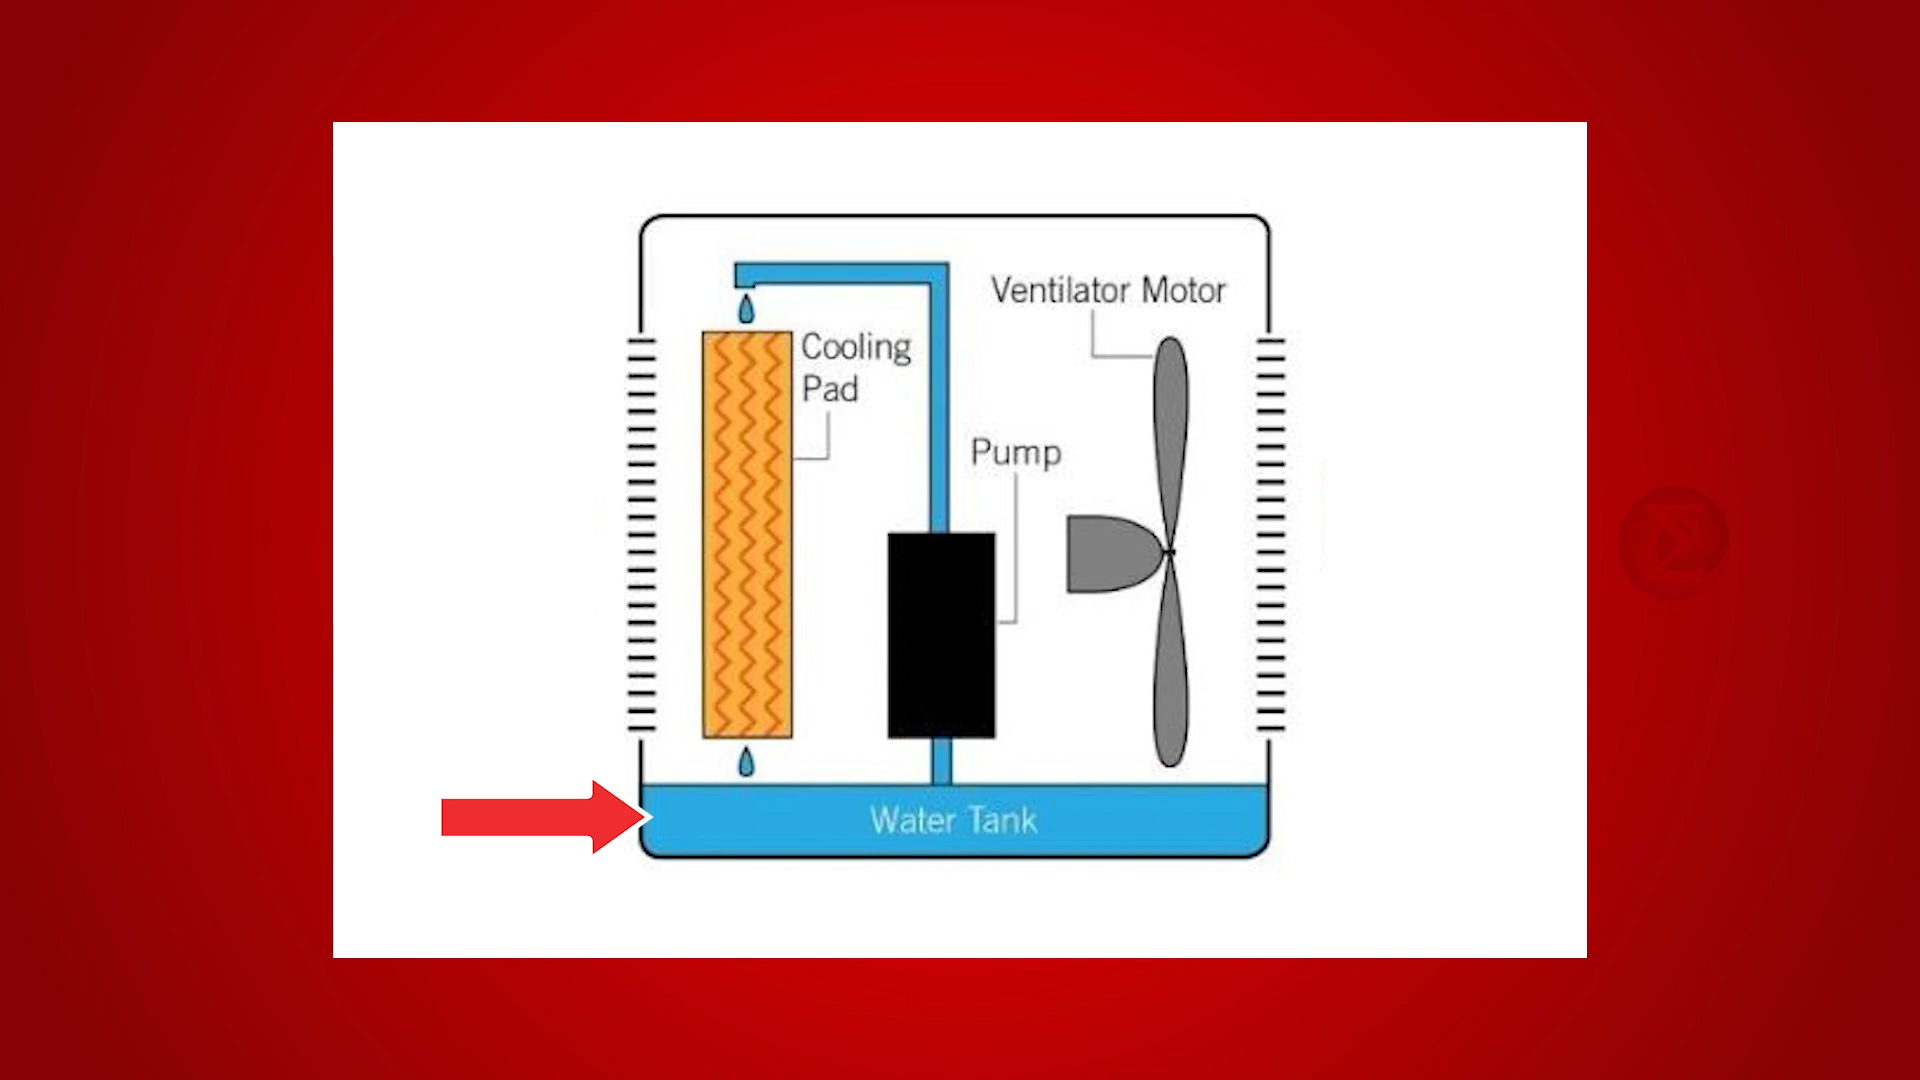 Ventilator Motor
Cooling
Pad
Pump
Water Tank